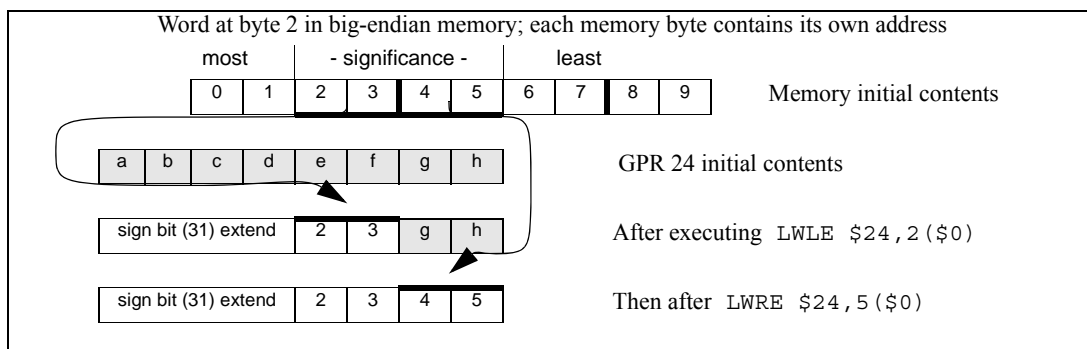 Word at byte 2 in big-endian memory; each memory byte contains its own address
most - significance - least
0 1 2 3 4 5 6 7 8 9 Memory initial contents
a b c d e f g h GPR 24 initial contents
sign bit (31) extend 2 3 g h After executing LWLE $24,2($0)
sign bit (31) extend 2 3 4 5 Then after LWRE $24,5($0)